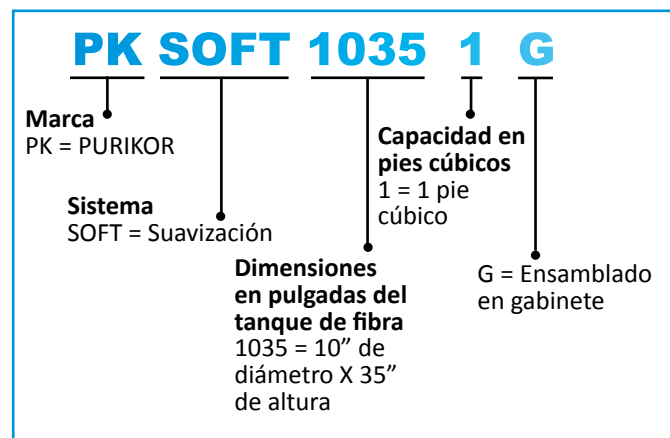 PK SOFT 1035 1 G
Marca
PK = PURIKOR
Sistema
SOFT = Suavización
Dimensiones
en pulgadas del
tanque de fibra
1035 = 10” de
diámetro X 35”
de altura
Capacidad en
pies cúbicos
1 = 1 pie
cúbico
G = Ensamblado
en gabinete